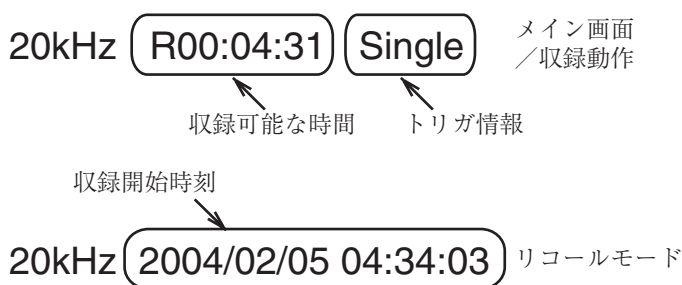 20kHz R00:04:31 Single メイン画面
／収録動作
収録可能な時間 トリガ情報
収録開始時刻
20kHz 2004/02/05 04:34:03 リコールモード